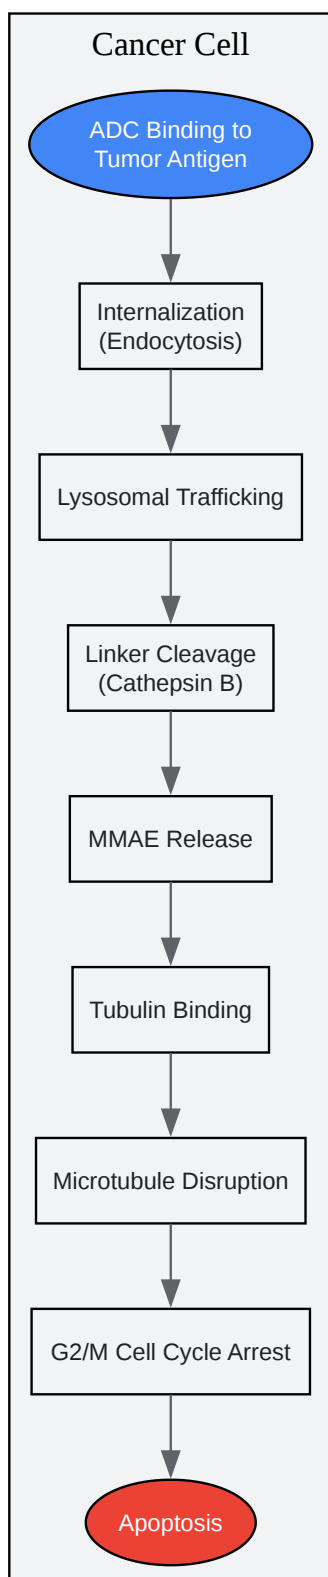 Cancer Cell
ADC Binding to
Tumor Antigen
Internalization
(Endocytosis)
Lysosomal Trafficking
Linker Cleavage
(Cathepsin B)
MMAE Release
Tubulin Binding
Microtubule Disruption
G2/M Cell Cycle Arrest
Apoptosis